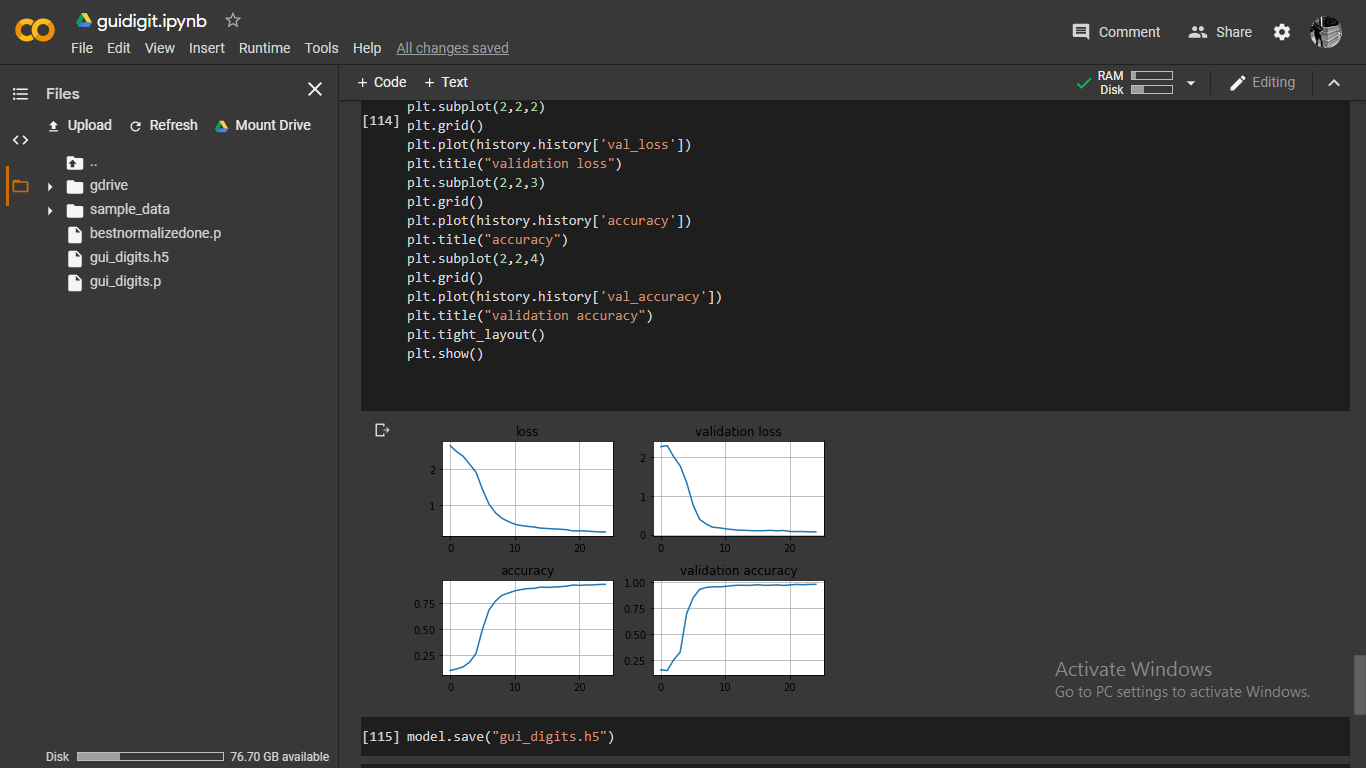 guidigit.ipynb
File Edit View Insert Runtime Tools Help All changes saved
Comment Share
Files
Upload Refresh Mount Drive
..
gdrive
sample_data
bestnormalizedone.p
gui_digits.h5
gui_digits.p
Disk 76.70 GB available
+ Code + Text
RAM
Disk
Editing
plt.subplot(2,2,2)
[114] plt.grid()
plt.plot(history.history['val_loss'])
plt.title("validation loss")
plt.subplot(2,2,3)
plt.grid()
plt.plot(history.history['accuracy'])
plt.title("accuracy")
plt.subplot(2,2,4)
plt.grid()
plt.plot(history.history['val_accuracy'])
plt.title("validation accuracy")
plt.tight_layout()
plt.show()
loss
2
1
0 10 20
validation loss
2
1
0
0 10 20
accuracy
0.75
0.50
0.25
0 10 20
validation accuracy
1.00
0.75
0.50
0.25
0 10 20
Activate Windows
Go to PC settings to activate Windows.
[115] model.save("gui_digits.h5")